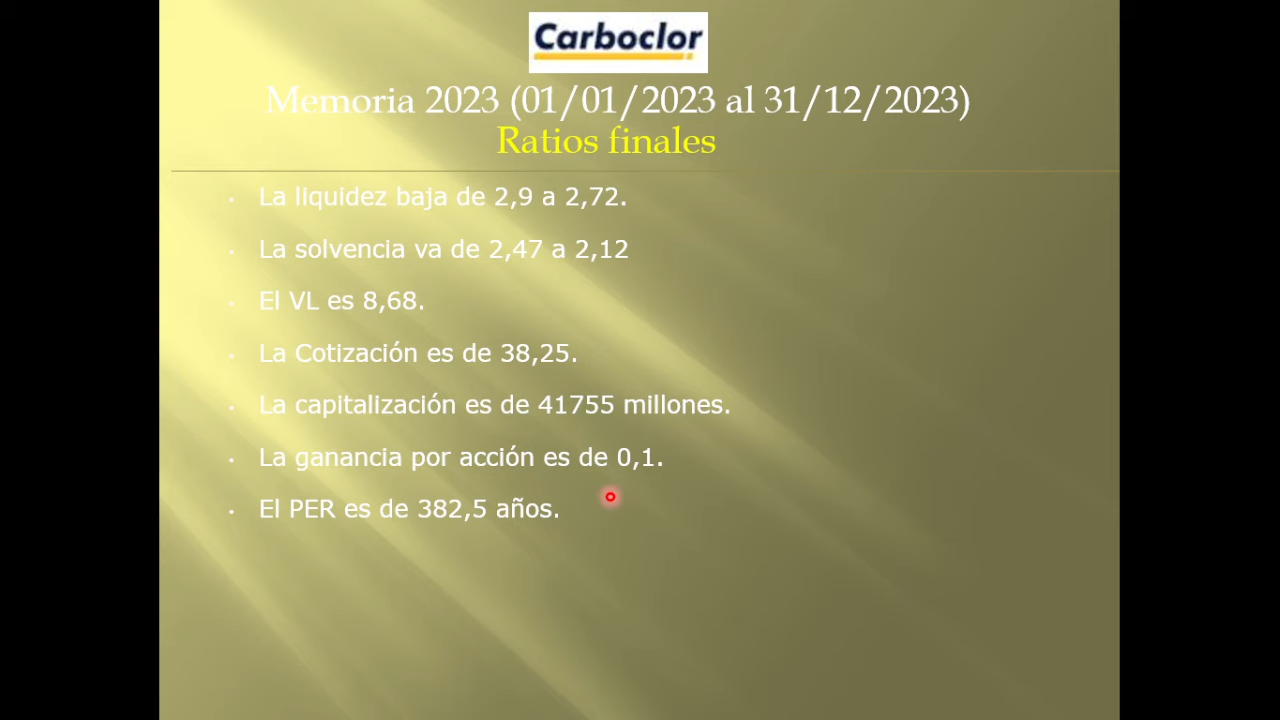 Carboclor
Memoria 2023 (01/01/2023 al 31/12/2023)
Ratios finales
La liquidez baja de 2,9 a 2,72.
La solvencia va de 2,47 a 2,12
El VL es 8,68.
La Cotización es de 38,25.
La capitalización es de 41755 millones.
La ganancia por acción es de 0,1.
El PER es de 382,5 años.